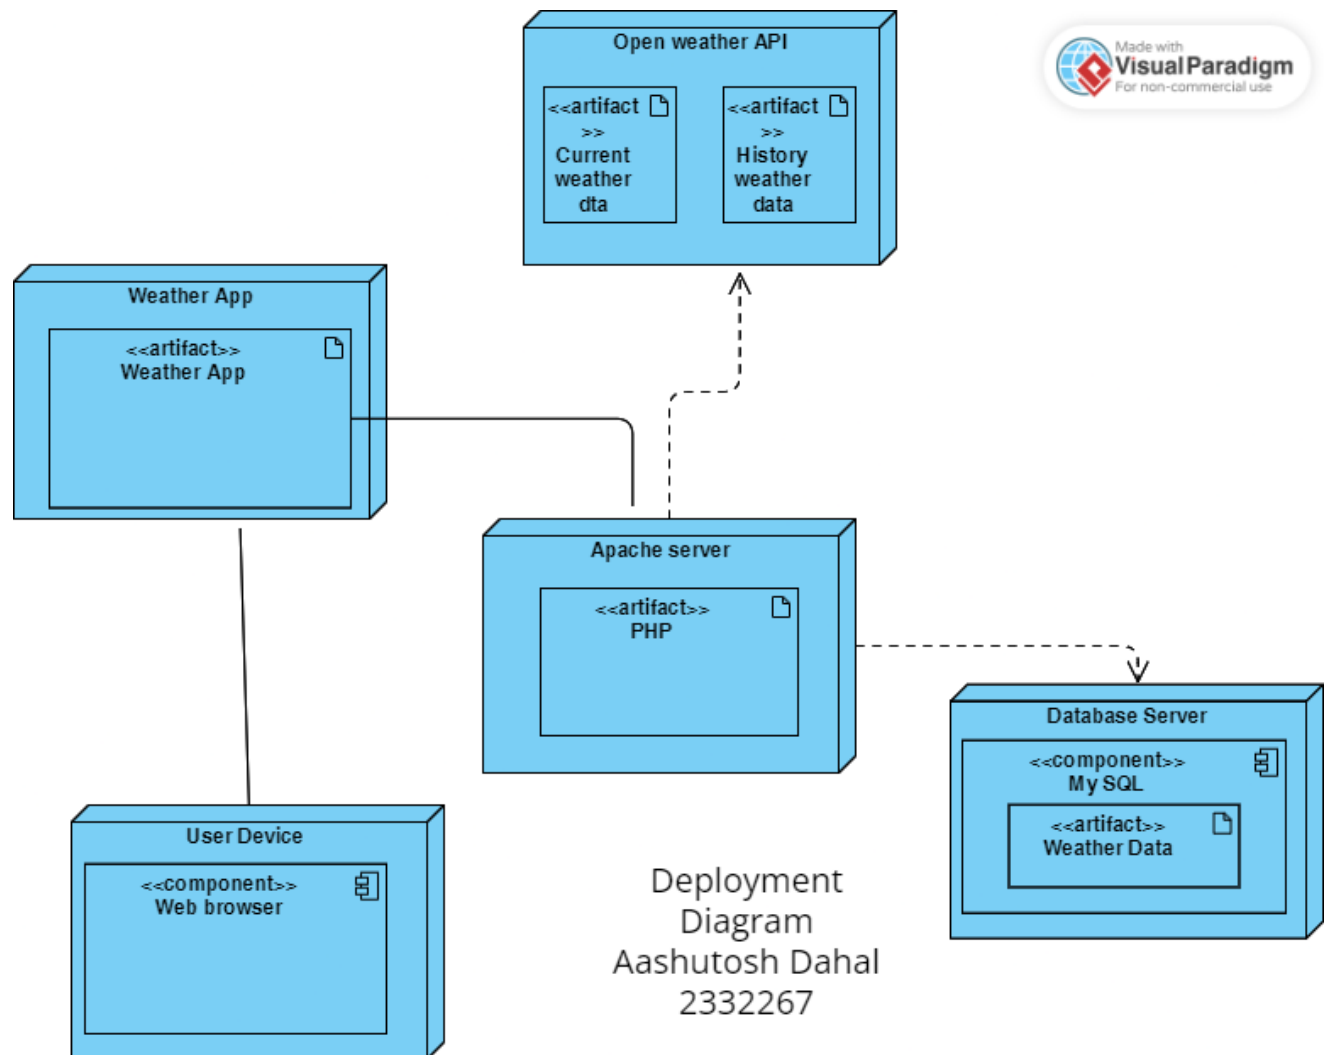 Open weather API
<<artifact
>>
Current
weather
dta
<<artifact
>>
History
weather
data
Made with
Visual Paradigm
For non-commercial use
Weather App
<<artifact>>
Weather App
Apache server
<<artifact>>
PHP
Database Server
<<component>>
My SQL
<<artifact>>
Weather Data
User Device
<<component>>
Web browser
Deployment
Diagram
Aashutosh Dahal
2332267